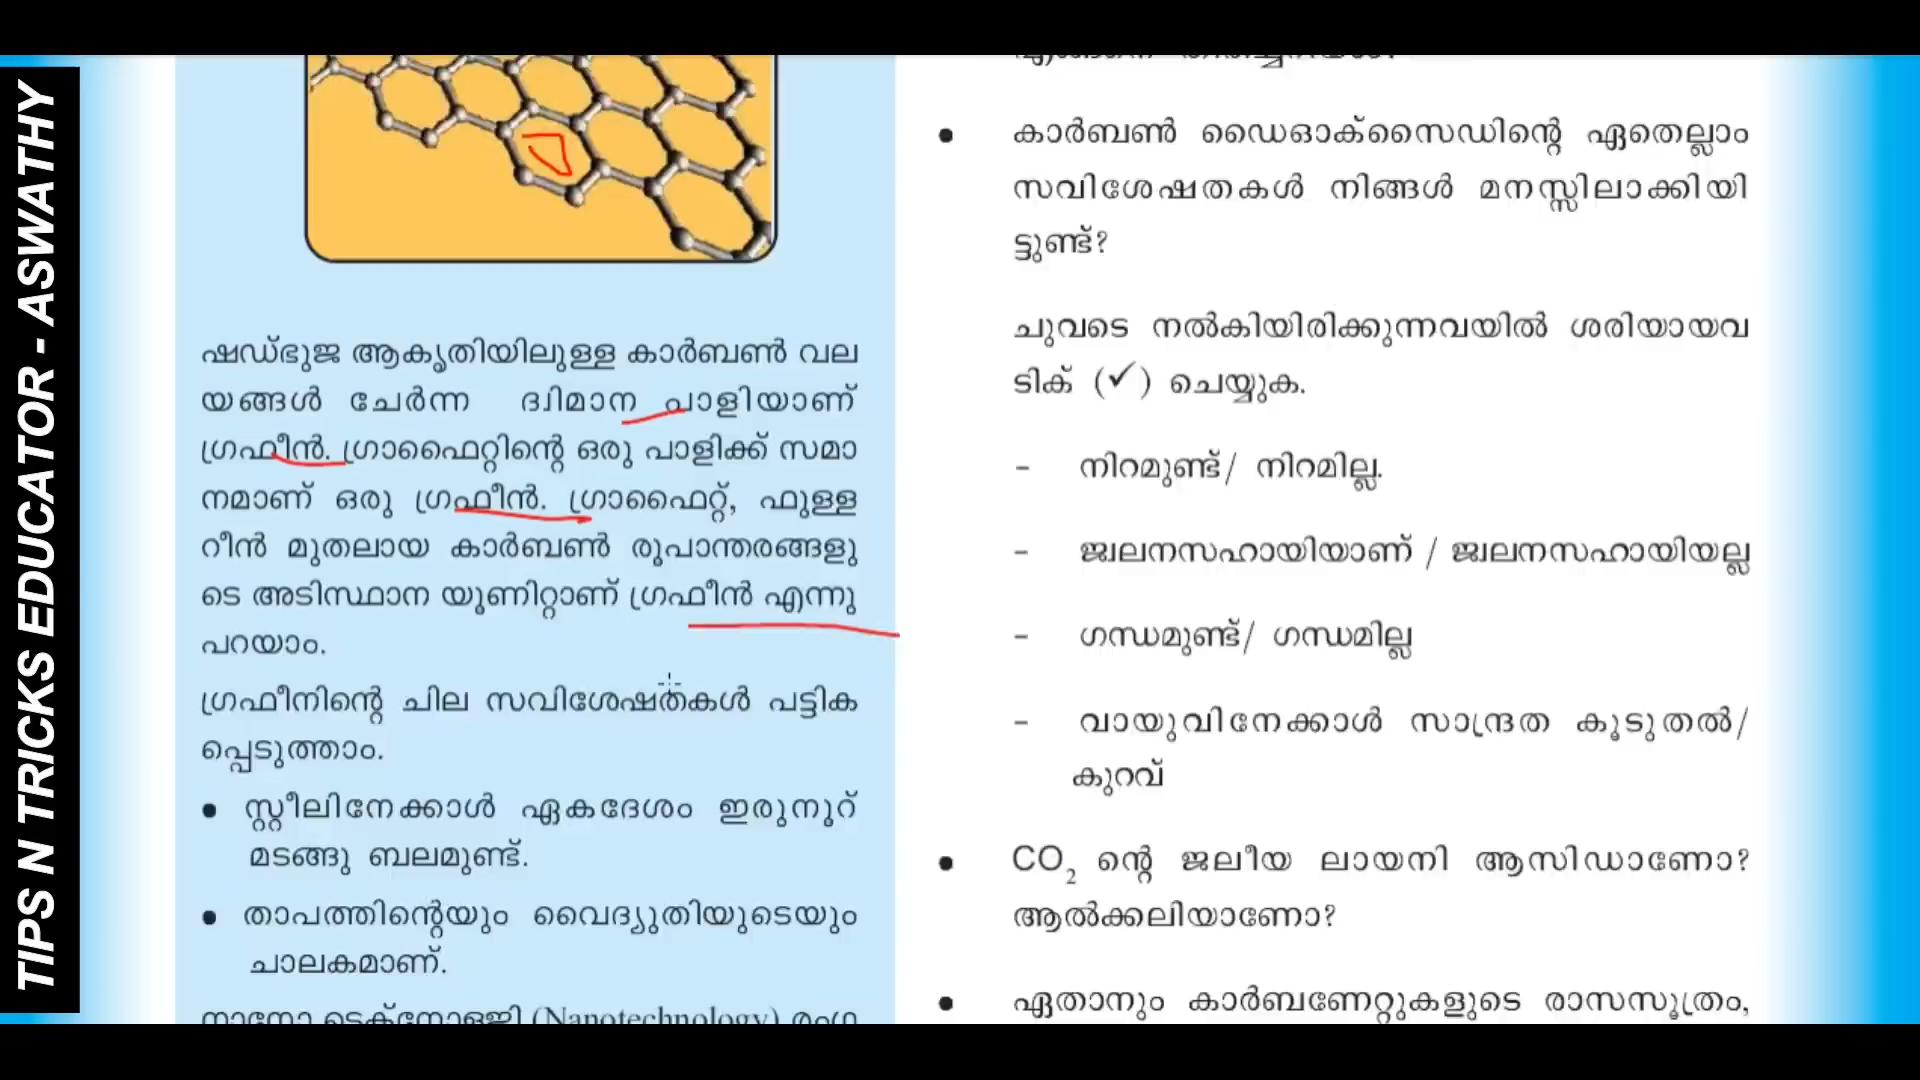 TIPS N TRICKS EDUCATOR - ASWATHY
ഷഡ്ഭുജ ആകൃതിയിലുള്ള കാർബൺ വല
യങ്ങൾ ചേർന്ന ദ്വിമാന പാളിയാണ്
ഗ്രഫീൻ. ഗ്രാഫൈറ്റിന്റെ ഒരു പാളിക്ക് സമാ
നമാണ് ഒരു ഗ്രഫീൻ. ഗ്രാഫൈറ്റ്, ഫുള്ള
റീൻ മുതലായ കാർബൺ രൂപാന്തരങ്ങളു
ടെ അടിസ്ഥാന യൂണിറ്റാണ് ഗ്രഫീൻ എന്നു
പറയാം.
ഗ്രഫീനിന്റെ ചില സവിശേഷതകൾ പട്ടിക
പ്പെടുത്താം.
• സ്റ്റീലിനേക്കാൾ ഏകദേശം ഇരുനൂറ്
മടങ്ങു ബലമുണ്ട്.
• താപത്തിന്റെയും വൈദ്യുതിയുടെയും
ചാലകമാണ്.
നാനോ ടെക്നോളജി (Nanotechnology) രംഗ
• കാർബൺ ഡൈഓക്സൈഡിന്റെ ഏതെല്ലാം
സവിശേഷതകൾ നിങ്ങൾ മനസ്സിലാക്കിയി
ട്ടുണ്ട്?
ചുവടെ നൽകിയിരിക്കുന്നവയിൽ ശരിയായവ
ടിക് (✓) ചെയ്യുക.
- നിറമുണ്ട്/ നിറമില്ല.
- ജ്വലനസഹായിയാണ് / ജ്വലനസഹായിയല്ല
- ഗന്ധമുണ്ട്/ ഗന്ധമില്ല
- വായുവിനേക്കാൾ സാന്ദ്രത കൂടുതൽ/
കുറവ്
• CO₂ ന്റെ ജലീയ ലായനി ആസിഡാണോ?
ആൽക്കലിയാണോ?
• ഏതാനും കാർബണേറ്റുകളുടെ രാസസൂത്രം,